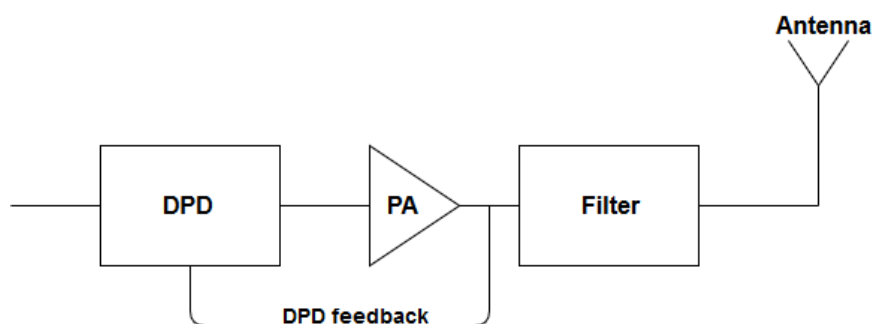 Antenna
DPD
PA
Filter
DPD feedback